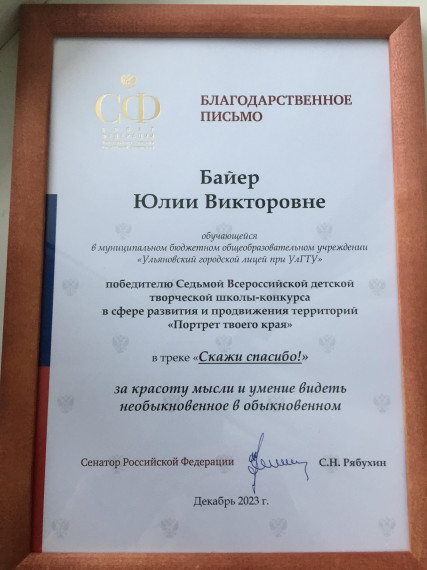 СФ
БЛАГОДАРСТВЕННОЕ
ПИСЬМО
Байер
Юлии Викторовне
обучающейся
в муниципальном бюджетном общеобразовательном учреждении
«Ульяновский городской лицей при УлГТУ»
победителю Седьмой Всероссийской детской
творческой школы-конкурса
в сфере развития и продвижения территорий
«Портрет твоего края»
в треке «Скажи спасибо!»
за красоту мысли и умение видеть
необыкновенное в обыкновенном
Сенатор Российской Федерации
С.Н. Рябухин
Декабрь 2023 г.